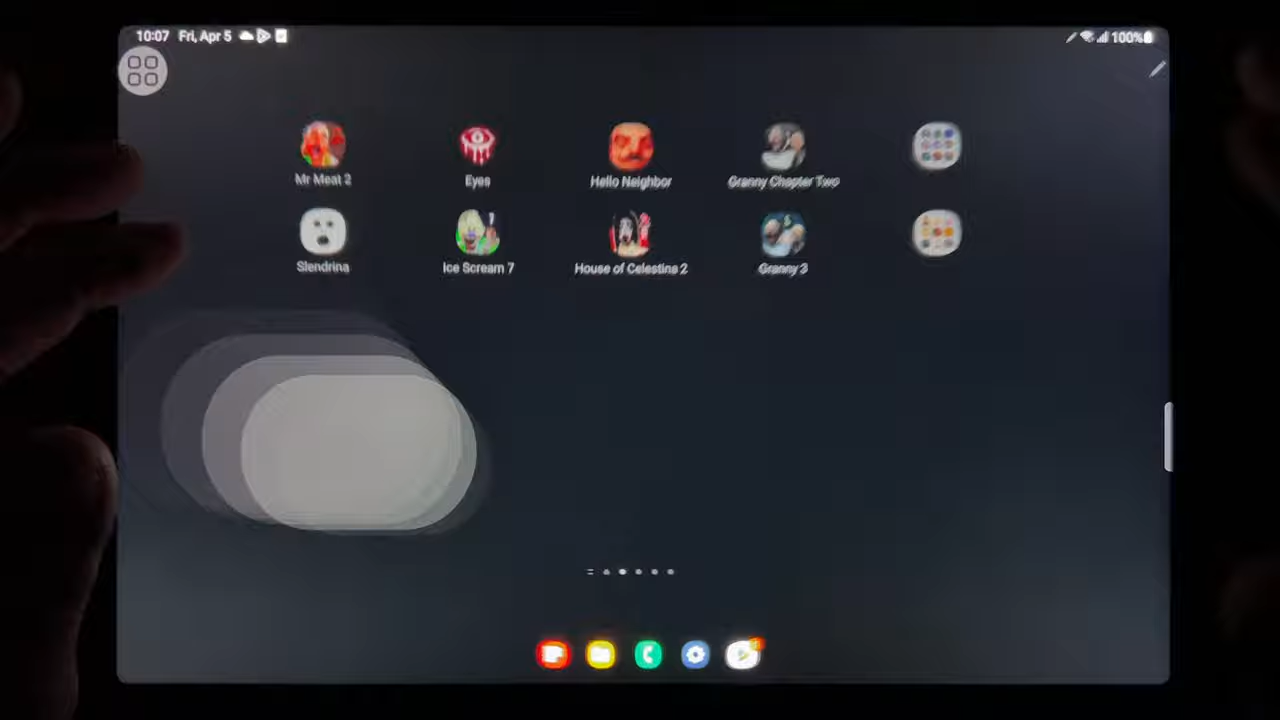 10:07 Fri, Apr 5
100%
Mr Meat 2
Eyes
Hello Neighbor
Granny Chapter Two
Slendrina
Ice Scream 7
House of Celestina 2
Granny 3